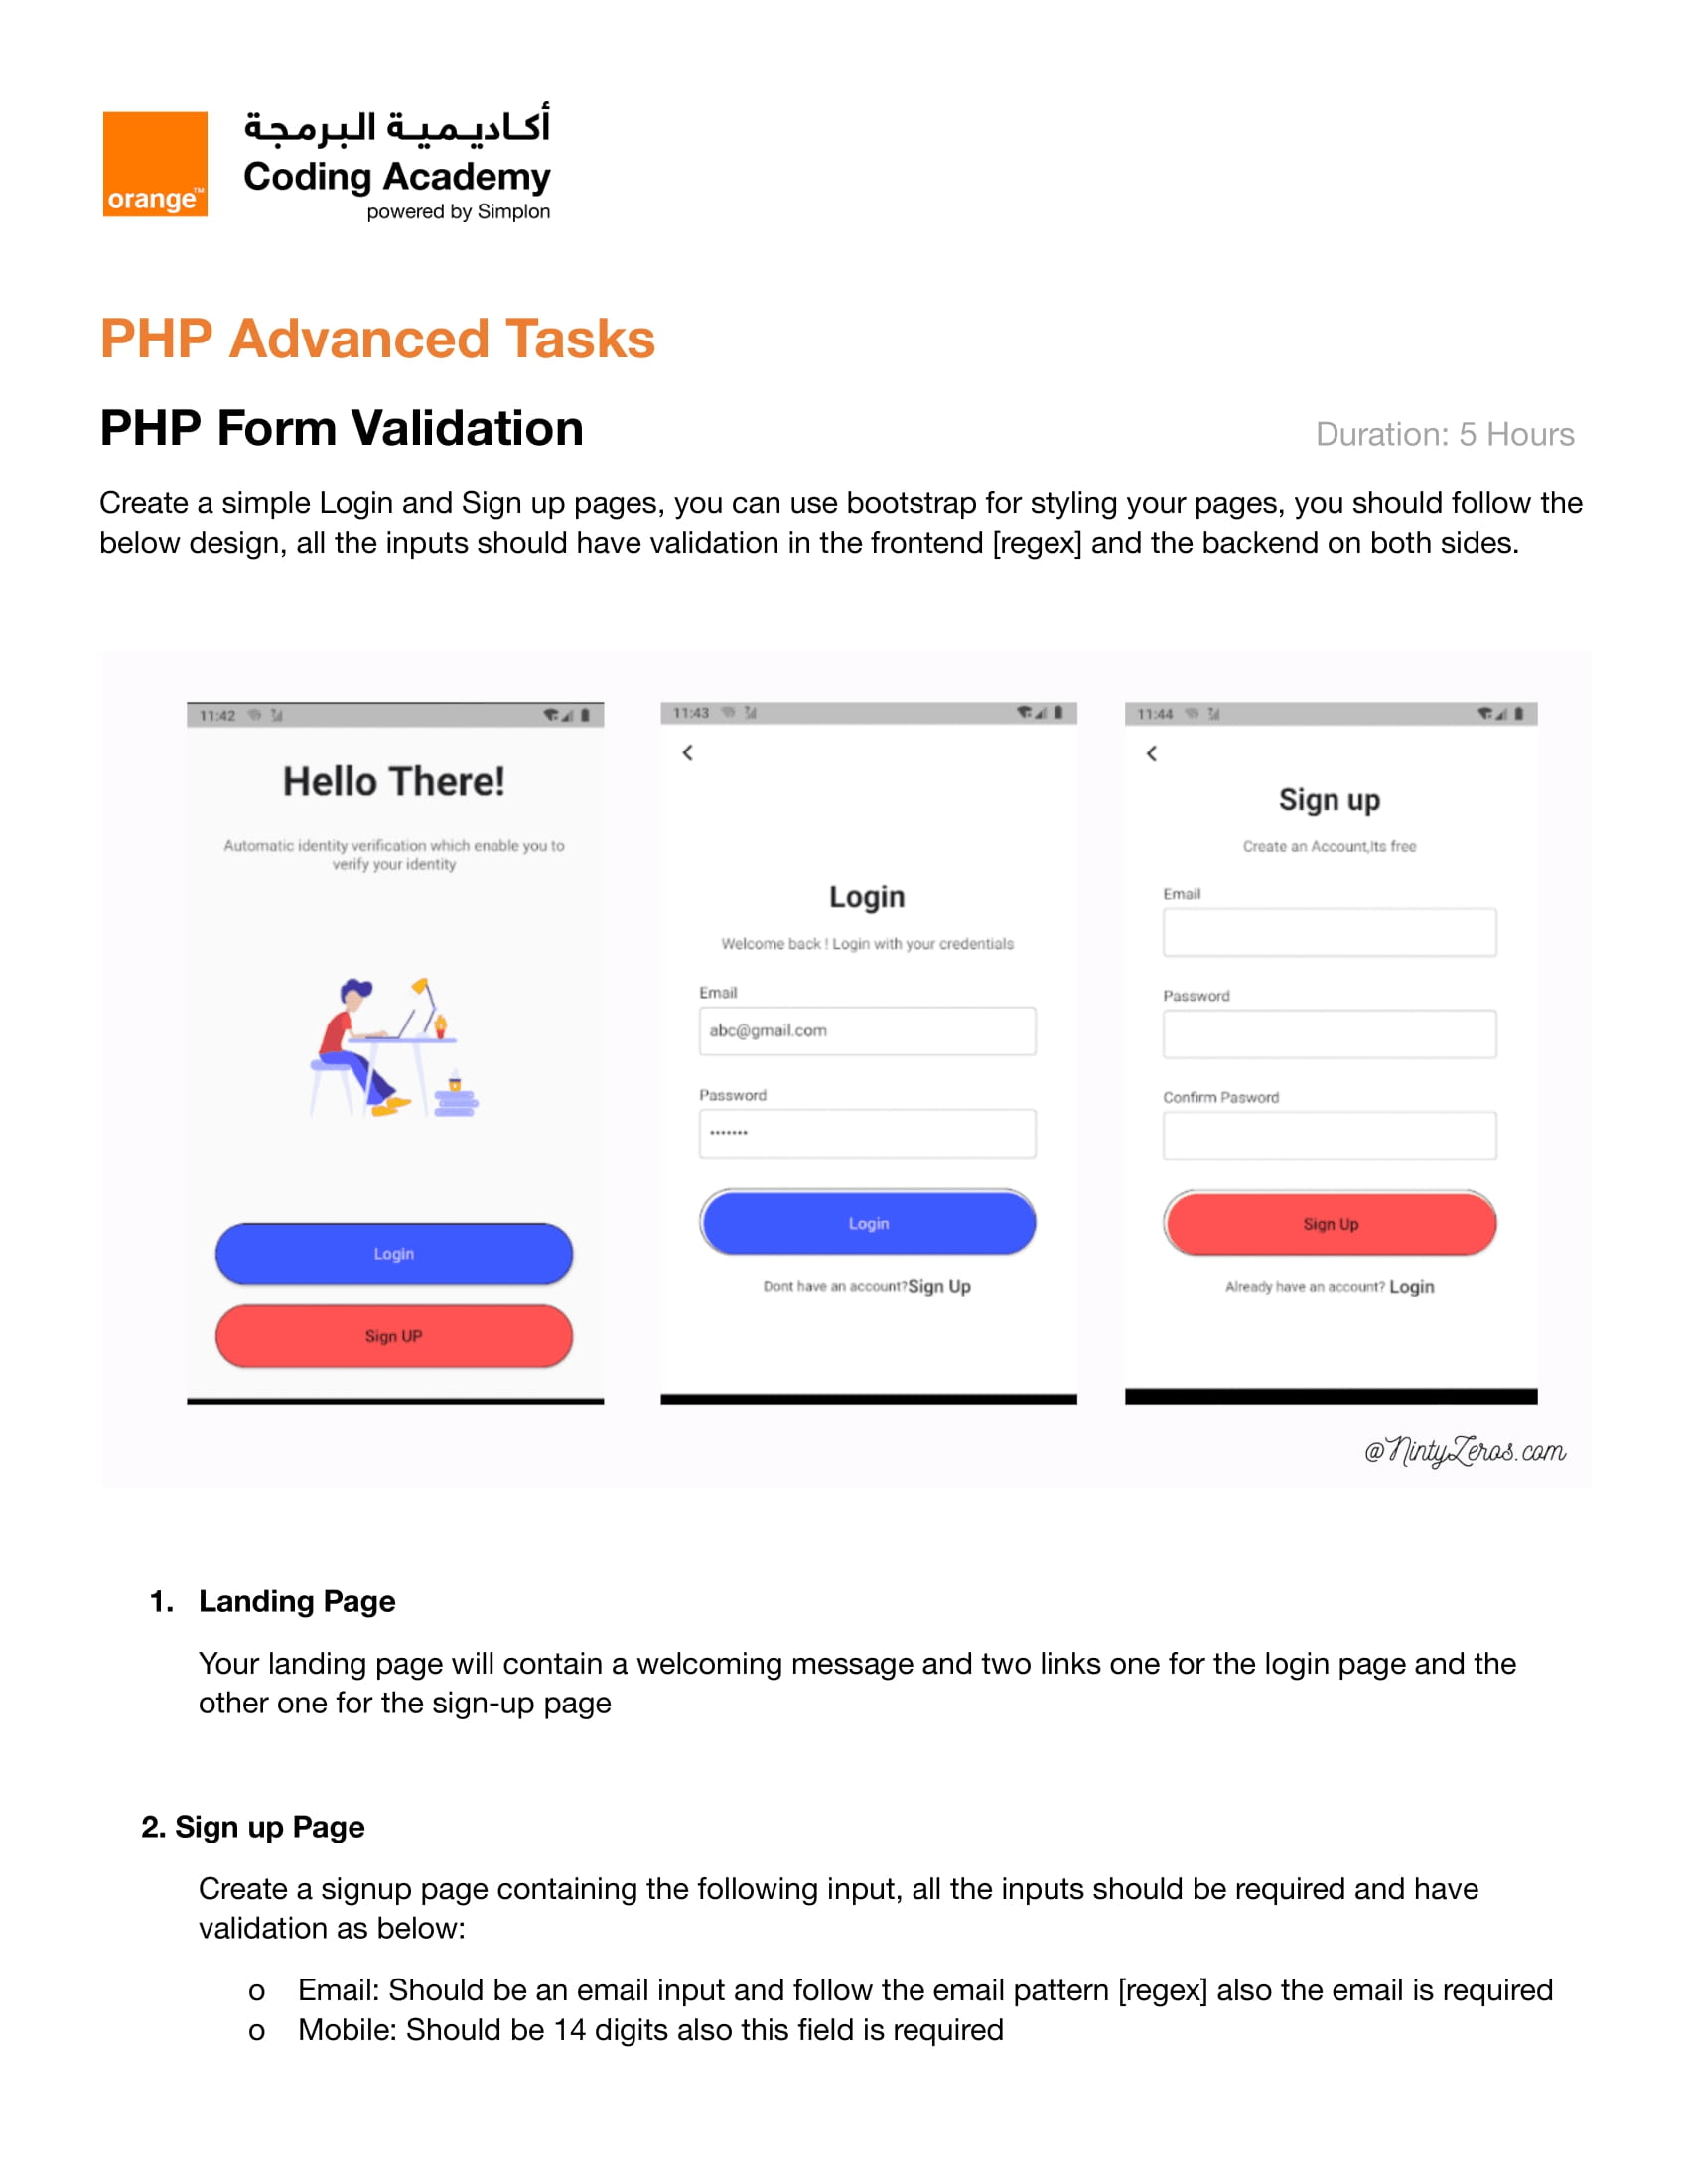 أكاديمية البرمجة
Coding Academy
orange™
powered by Simplon
PHP Advanced Tasks
PHP Form Validation
Duration: 5 Hours
Create a simple Login and Sign up pages, you can use bootstrap for styling your pages, you should follow the
below design, all the inputs should have validation in the frontend [regex] and the backend on both sides.
11:42
Hello There!
Automatic identity verification which enable you to
verify your identity
Login
Sign UP
11:43
Login
Welcome back ! Login with your credentials
Email
abc@gmail.com
Password
•••••••
Login
Dont have an account?Sign Up
11:44
Sign up
Create an Account,Its free
Email
Password
Confirm Pasword
Sign Up
Already have an account? Login
@NintyZeros.com
1. Landing Page
Your landing page will contain a welcoming message and two links one for the login page and the
other one for the sign-up page
2. Sign up Page
Create a signup page containing the following input, all the inputs should be required and have
validation as below:
o Email: Should be an email input and follow the email pattern [regex] also the email is required
o Mobile: Should be 14 digits also this field is required